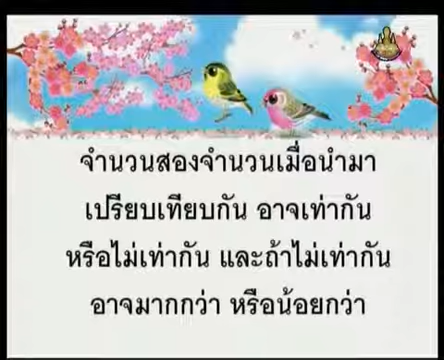 จำนวนสองจำนวนเมื่อนำมา
เปรียบเทียบกัน อาจเท่ากัน
หรือไม่เท่ากัน และถ้าไม่เท่ากัน
อาจมากกว่า หรือน้อยกว่า